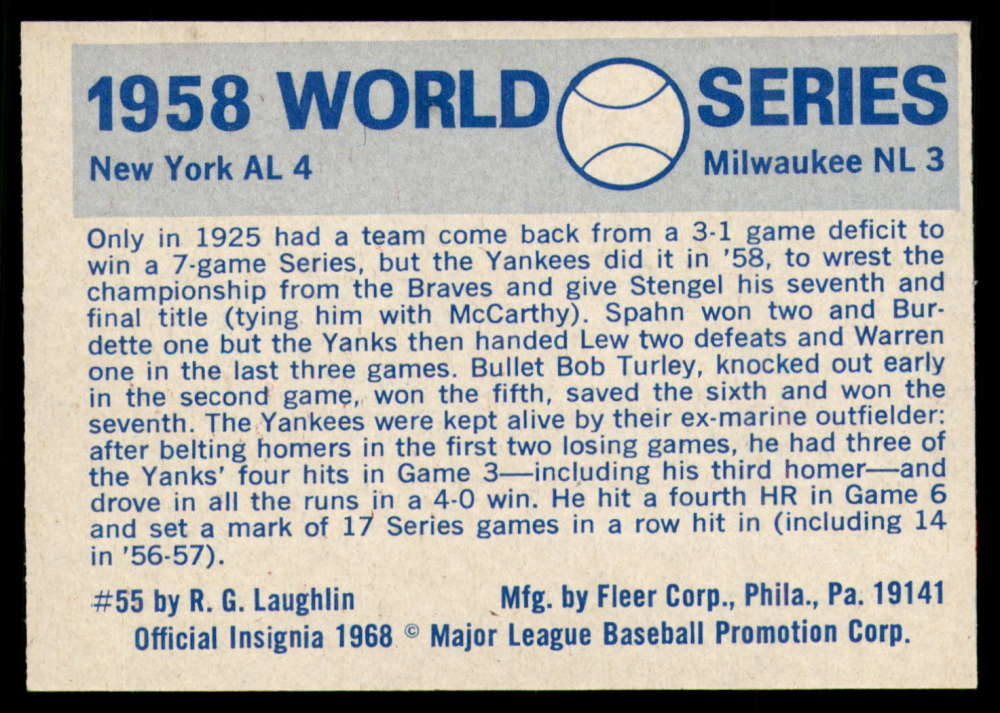 1958 WORLD SERIES
New York AL 4 Milwaukee NL 3
Only in 1925 had a team come back from a 3-1 game deficit to
win a 7-game Series, but the Yankees did it in '58, to wrest the
championship from the Braves and give Stengel his seventh and
final title (tying him with McCarthy). Spahn won two and Bur-
dette one but the Yanks then handed Lew two defeats and Warren
one in the last three games. Bullet Bob Turley, knocked out early
in the second game, won the fifth, saved the sixth and won the
seventh. The Yankees were kept alive by their ex-marine outfielder:
after belting homers in the first two losing games, he had three of
the Yanks' four hits in Game 3—including his third homer—and
drove in all the runs in a 4-0 win. He hit a fourth HR in Game 6
and set a mark of 17 Series games in a row hit in (including 14
in '56-57).
#55 by R. G. Laughlin Mfg. by Fleer Corp., Phila., Pa. 19141
Official Insignia 1968 © Major League Baseball Promotion Corp.